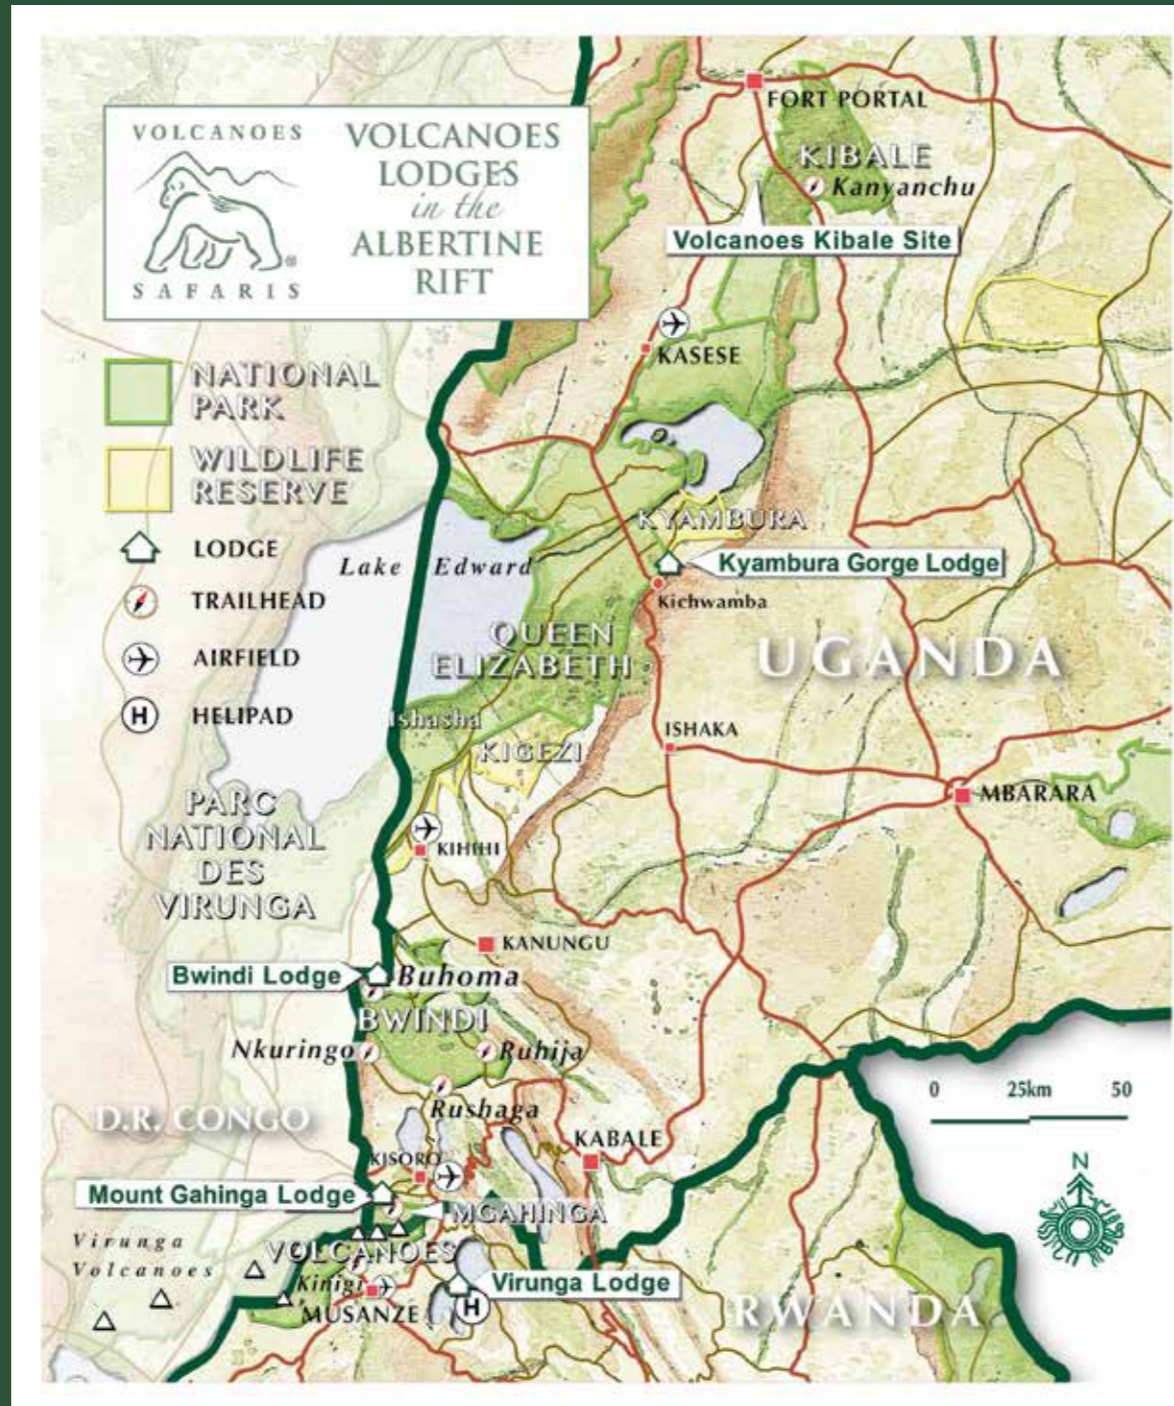 VOLCANOES
SAFARIS
VOLCANOES
LODGES
in the
ALBERTINE
RIFT
NATIONAL
PARK
WILDLIFE
RESERVE
LODGE
TRAILHEAD
AIRFIELD
H
HELIPAD
FORT PORTAL
KIBALE
Kanyanchu
Volcanoes Kibale Site
KASESE
KYAMBURA
Lake Edward
Kyambura Gorge Lodge
Kichwamba
QUEEN
ELIZABETH
UGANDA
Ishasha
ISHAKA
KIGEZI
MBARARA
PARC
NATIONAL
DES
VIRUNGA
KIHIHI
KANUNGU
Bwindi Lodge
Buhoma
BWINDI
Nkuringo
Ruhija
Rushaga
D.R. CONGO
0 25km 50
KABALE
KISORO
N
Mount Gahinga Lodge
MGAHINGA
Virunga
Volcanoes
VOLCANOES
Kinigi
Virunga Lodge
H
MUSANZE
RWANDA